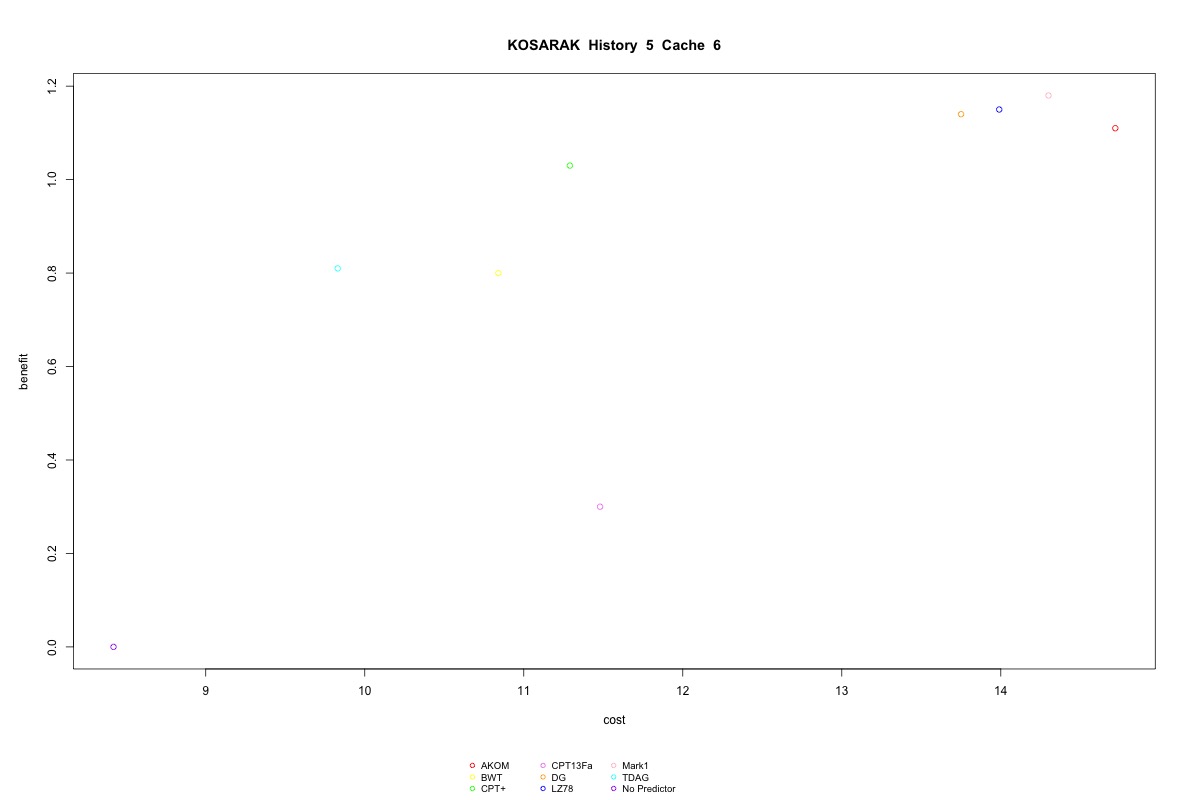 KOSARAK History 5 Cache 6
1.2
1.0
0.8
0.6
0.4
0.2
0.0
benefit
9 10 11 12 13 14
cost
AKOM CPT13Fa Mark1
BWT DG TDAG
CPT+ LZ78 No Predictor